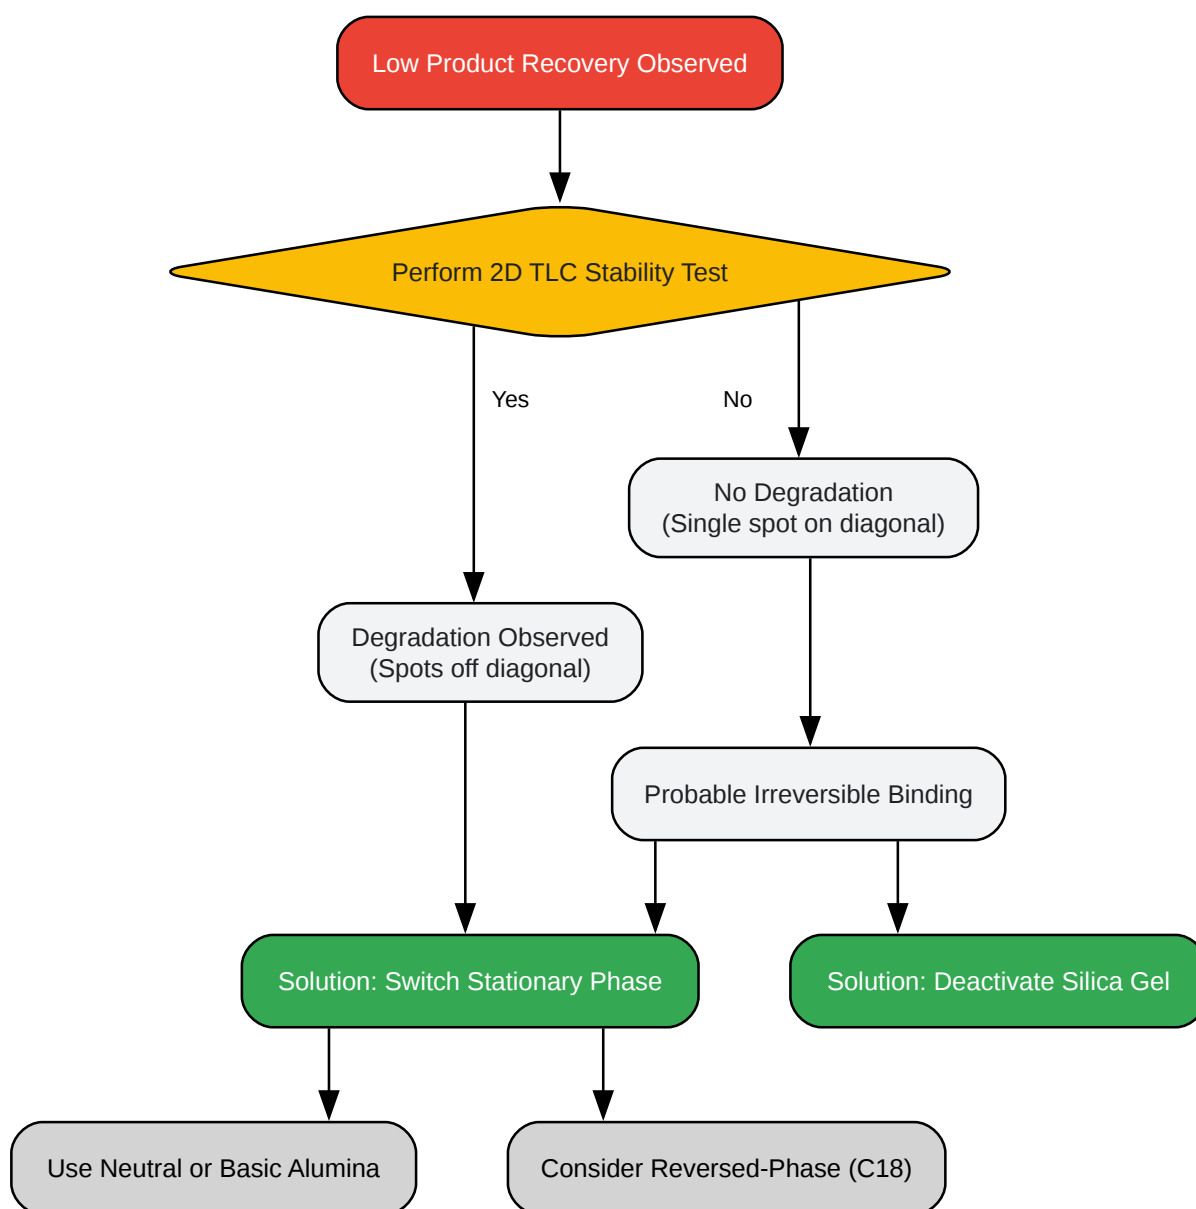 Low Product Recovery Observed
Perform 2D TLC Stability Test
Yes
No
No Degradation
(Single spot on diagonal)
Degradation Observed
(Spots off diagonal)
Probable Irreversible Binding
Solution: Switch Stationary Phase
Solution: Deactivate Silica Gel
Use Neutral or Basic Alumina
Consider Reversed-Phase (C18)